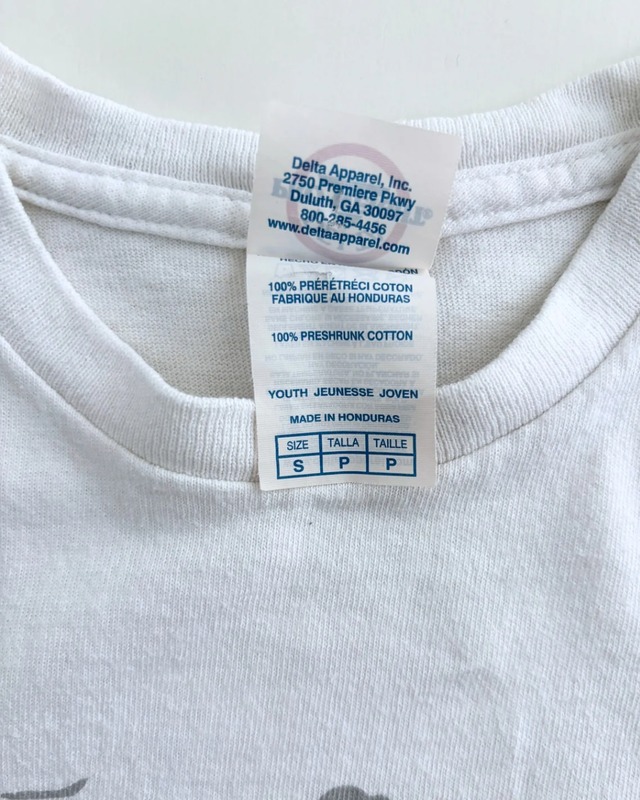 Delta Apparel, Inc.
2750 Premiere Pkwy
Duluth, GA 30097
800-285-4456
www.deltaapparel.com
100% PRÉRÉTRÉCI COTON
FABRIQUE AU HONDURAS
100% PRESHRUNK COTTON
YOUTH JEUNESSE JOVEN
MADE IN HONDURAS
SIZE TALLA TAILLE
S P P